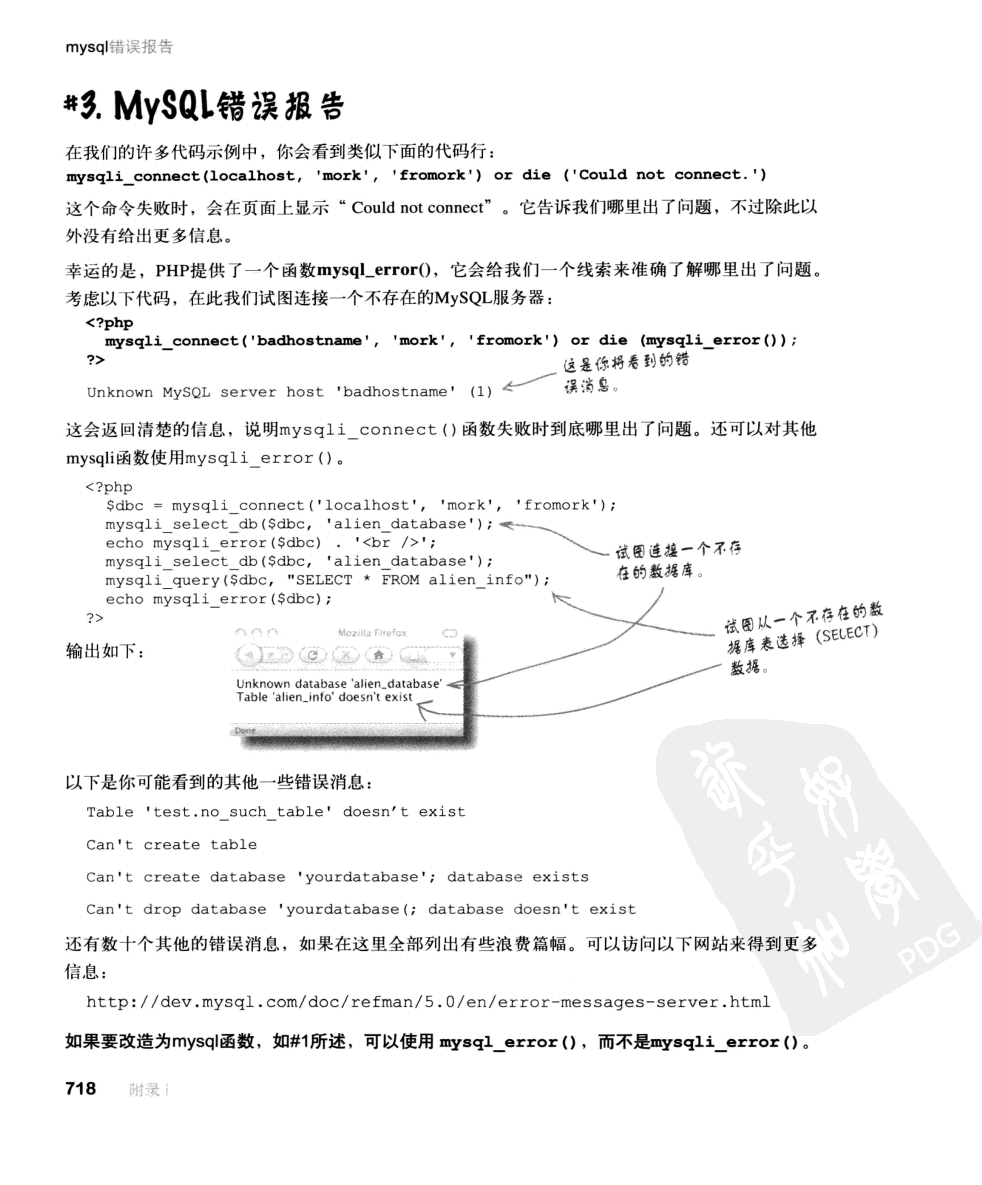 mysql错误报告
#3. MySQL错误报告
在我们的许多代码示例中，你会看到类似下面的代码行：
mysqli_connect(localhost, 'mork', 'fromork') or die ('Could not connect.')
这个命令失败时，会在页面上显示“ Could not connect”。它告诉我们哪里出了问题，不过除此以
外没有给出更多信息。
幸运的是，PHP提供了一个函数mysql_error()，它会给我们一个线索来准确了解哪里出了问题。
考虑以下代码，在此我们试图连接一个不存在的MySQL服务器：
<?php
mysqli_connect('badhostname', 'mork', 'fromork') or die (mysqli_error());
?>
这是你将看到的错
误消息。
Unknown MySQL server host 'badhostname' (1)
这会返回清楚的信息，说明mysqli_connect()函数失败时到底哪里出了问题。还可以对其他
mysqli函数使用mysqli_error()。
<?php
$dbc = mysqli_connect('localhost', 'mork', 'fromork');
mysqli_select_db($dbc, 'alien_database');
echo mysqli_error($dbc) . '<br />';
mysqli_select_db($dbc, 'alien_database');
mysqli_query($dbc, "SELECT * FROM alien_info");
echo mysqli_error($dbc);
?>
试图连接一个不存
在的数据库。
试图从一个不存在的数
据库表选择（SELECT）
数据。
输出如下：
Mozilla Firefox
Unknown database 'alien_database'
Table 'alien_info' doesn't exist
Done
以下是你可能看到的其他一些错误消息：
Table 'test.no_such_table' doesn't exist
Can't create table
Can't create database 'yourdatabase'; database exists
Can't drop database 'yourdatabase(; database doesn't exist
还有数十个其他的错误消息，如果在这里全部列出有些浪费篇幅。可以访问以下网站来得到更多
信息：
http://dev.mysql.com/doc/refman/5.0/en/error-messages-server.html
如果要改造为mysql函数，如#1所述，可以使用 mysql_error()，而不是mysqli_error()。
718 附录 i
PDG